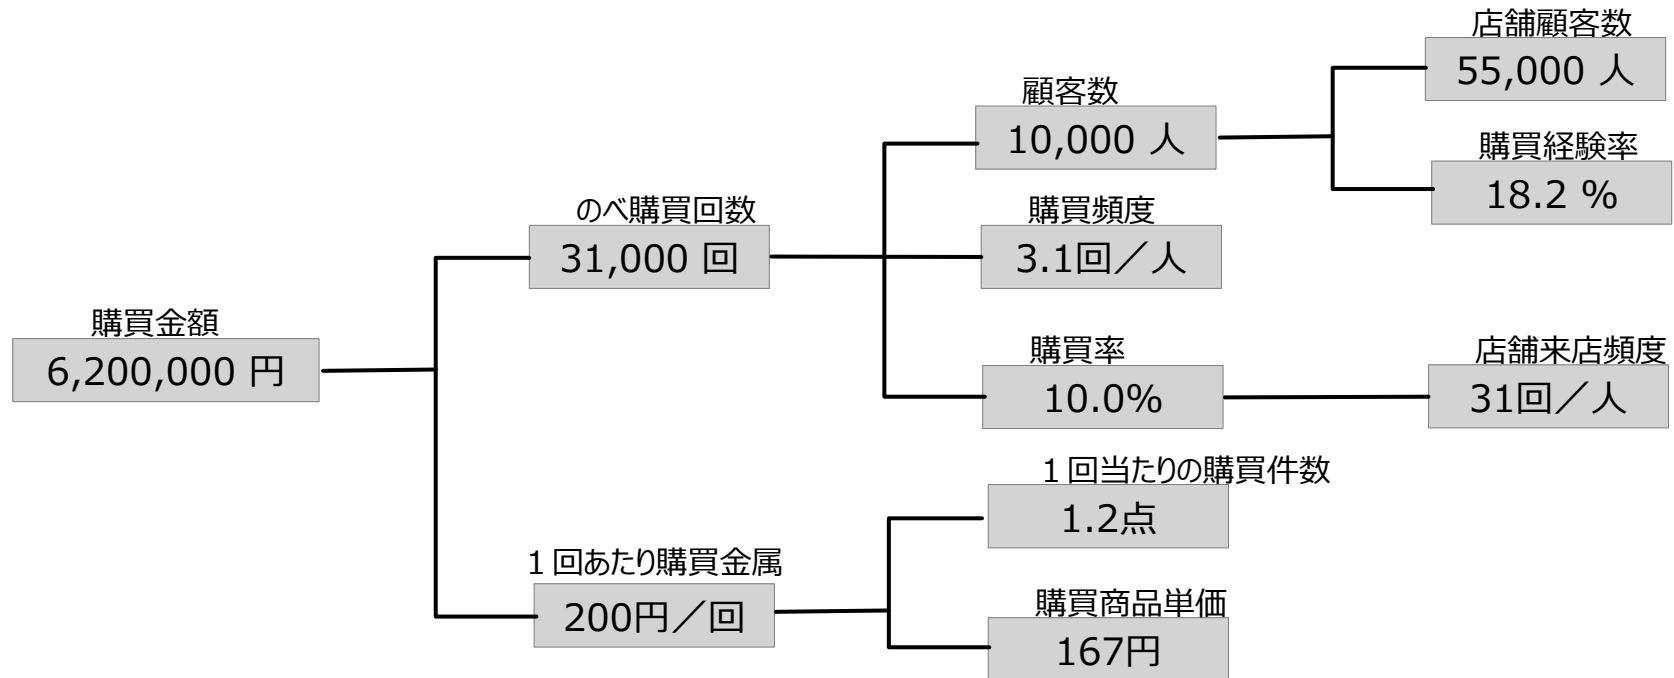 店舗顧客数
55,000 人
顧客数
10,000 人
購買経験率
18.2 %
のべ購買回数
31,000 回
購買頻度
3.1回／人
購買金額
6,200,000 円
購買率
10.0%
店舗来店頻度
31回／人
１回当たりの購買件数
1.2点
１回あたり購買金属
200円／回
購買商品単価
167円